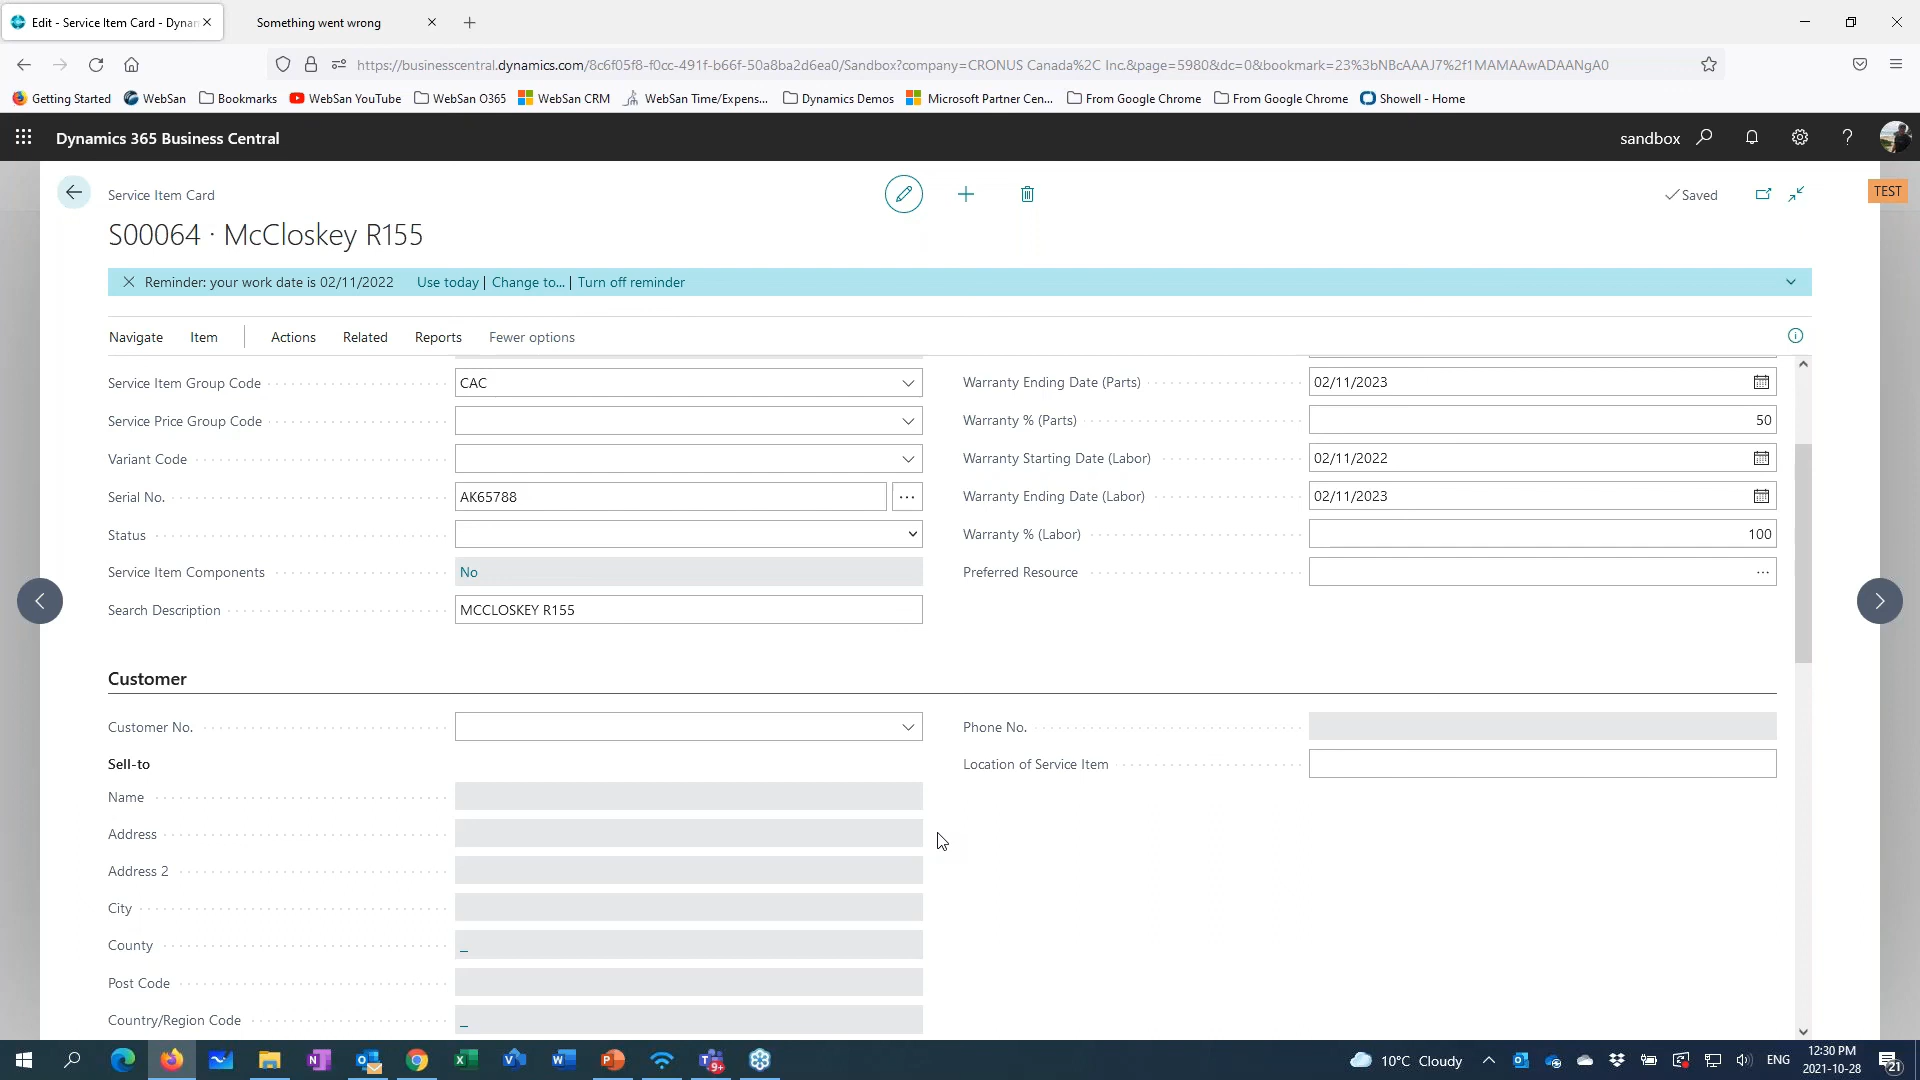 Edit - Service Item Card - Dynam
Something went wrong
https://businesscentral.dynamics.com/8c6f05f8-f0cc-491f-b66f-50a8ba2d6ea0/Sandbox?company=CRONUS Canada%2C Inc.&page=5980&dc=0&bookmark=23%3bNBcAAAJ7%2f1MAMAAwADAANgA0
Getting Started WebSan Bookmarks WebSan YouTube WebSan O365 WebSan CRM WebSan Time/Expens... Dynamics Demos Microsoft Partner Cen... From Google Chrome From Google Chrome Showell - Home
Dynamics 365 Business Central
sandbox
Service Item Card
Saved
TEST
S00064 · McCloskey R155
Reminder: your work date is 02/11/2022 Use today | Change to... | Turn off reminder
Navigate Item Actions Related Reports Fewer options
Service Item Group Code CAC
Warranty Ending Date (Parts) 02/11/2023
Service Price Group Code
Warranty % (Parts) 50
Variant Code
Warranty Starting Date (Labor) 02/11/2022
Serial No. AK65788
Warranty Ending Date (Labor) 02/11/2023
Status
Warranty % (Labor) 100
Service Item Components No
Preferred Resource
Search Description MCCLOSKEY R155
Customer
Customer No.
Phone No.
Sell-to
Location of Service Item
Name
Address
Address 2
City
County _
Post Code
Country/Region Code _
9+
10°C Cloudy
ENG
12:30 PM
2021-10-28
21